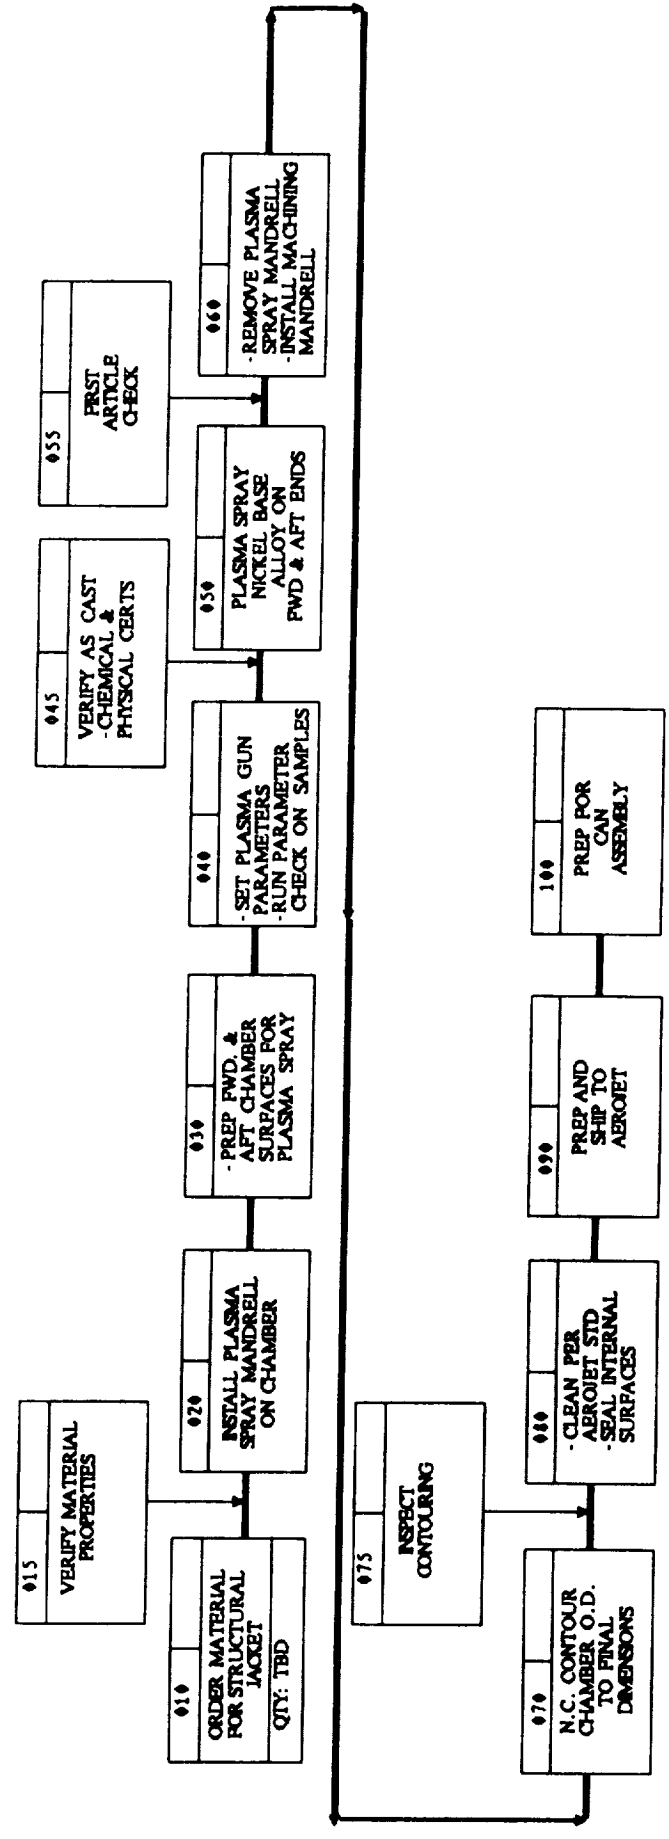 015
VERIFY MATERIAL
PROPERTIES
010
ORDER MATERIAL
FOR STRUCTURAL
JACKET
QTY: TBD
020
INSTALL PLASMA
SPRAY MANDRELL
ON CHAMBER
030
- PREP FWD. &
AFT CHAMBER
SURFACES FOR
PLASMA SPRAY
040
- SET PLASMA GUN
PARAMETERS
- RUN PARAMETER
CHECK ON SAMPLES
045
VERIFY AS CAST
- CHEMICAL &
PHYSICAL CERTS
050
PLASMA SPRAY
NICKEL BASE
ALLOY ON
FWD & AFT ENDS
055
FIRST
ARTICLE
CHECK
060
- REMOVE PLASMA
SPRAY MANDRELL
- INSTALL MACHINING
MANDRELL
070
N.C. CONTOUR
CHAMBER O.D.
TO FINAL
DIMENSIONS
075
INSPECT
CONTOURING
080
- CLEAN PER
AEROJET STD
- SEAL INTERNAL
SURFACES
090
PREP AND
SHIP TO
AEROJET
100
PREP FOR
CAN
ASSEMBLY